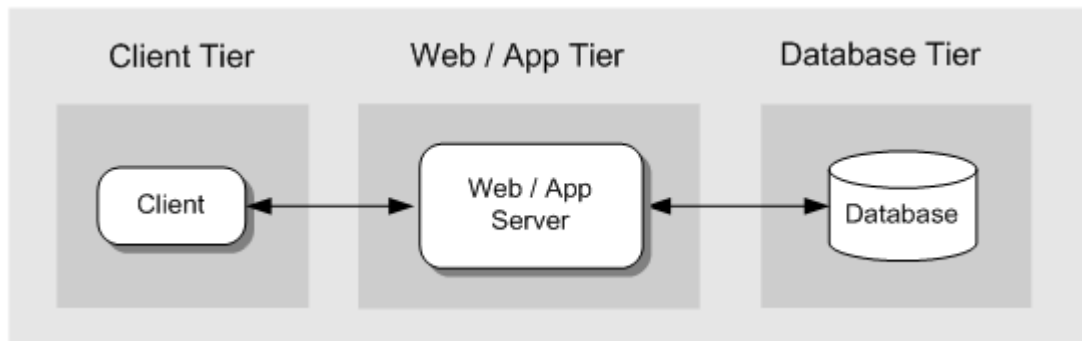 Client Tier
Web / App Tier
Database Tier
Client
Web / App
Server
Database